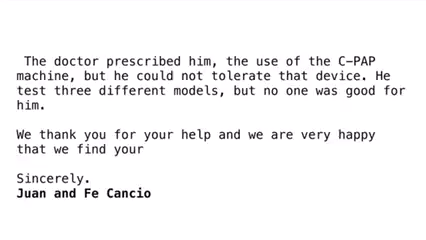 The doctor prescribed him, the use of the C-PAP
machine, but he could not tolerate that device. He
test three different models, but no one was good for
him.
We thank you for your help and we are very happy
that we find your
Sincerely.
Juan and Fe Cancio